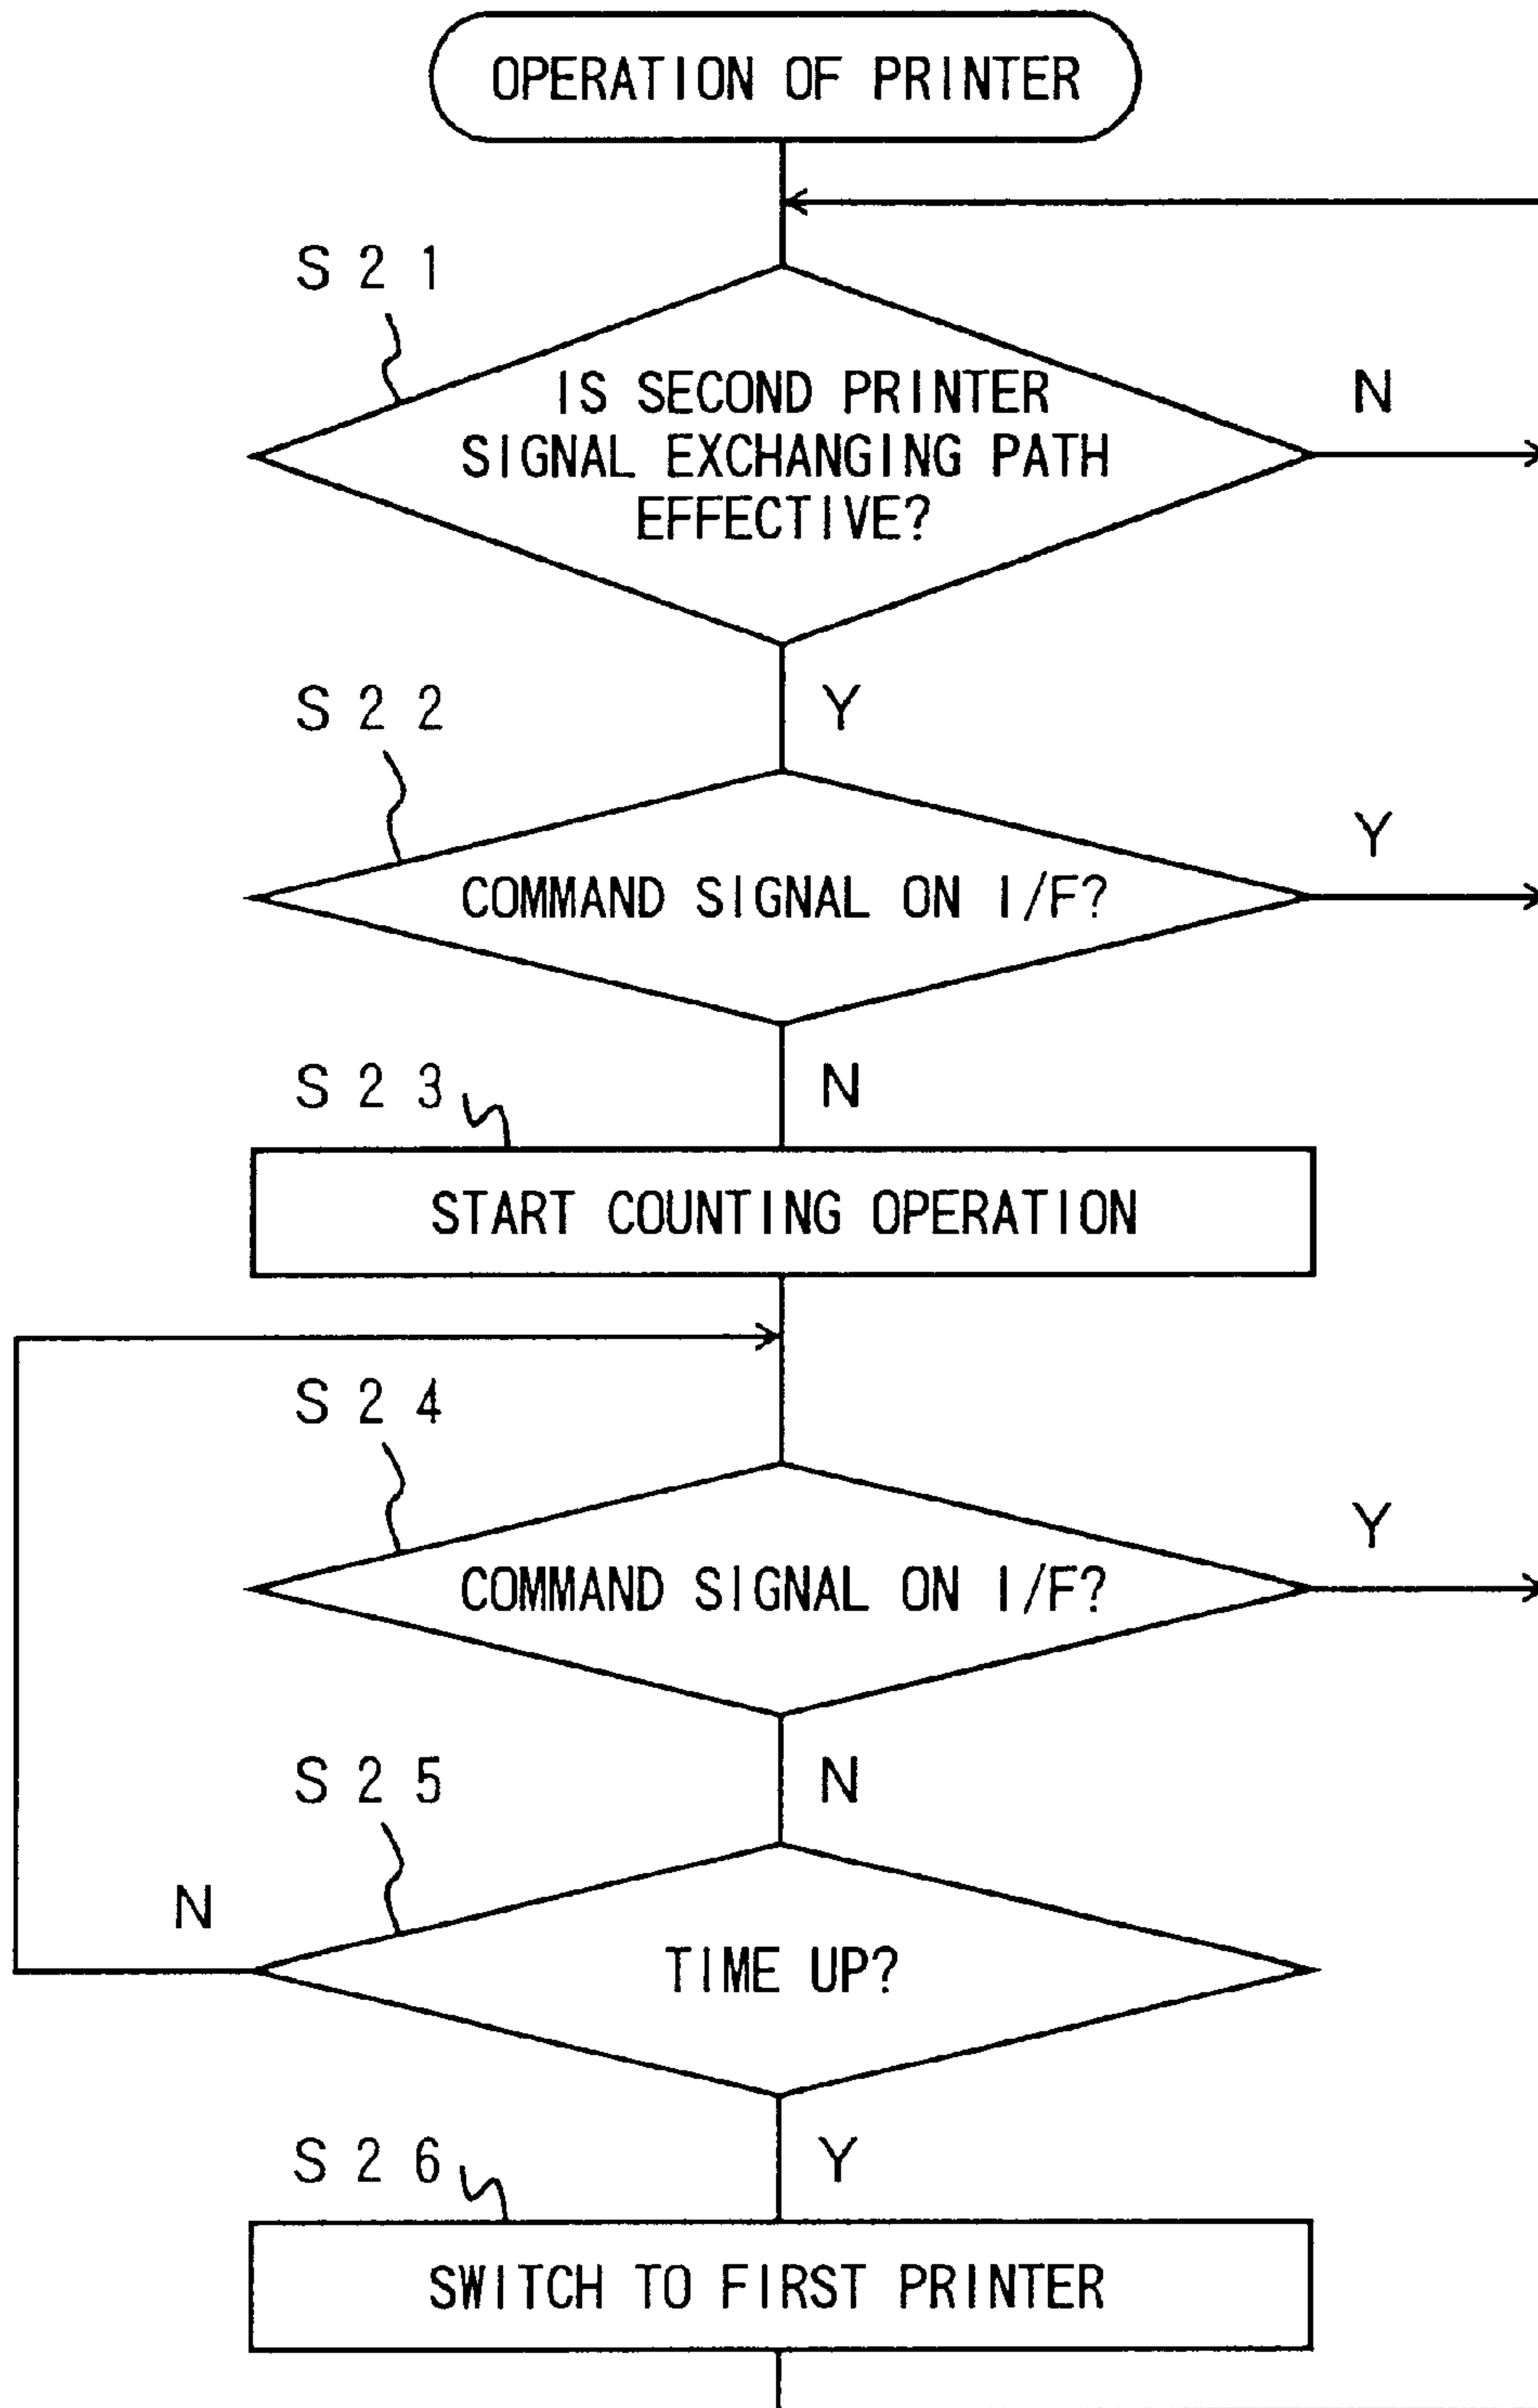 OPERATION OF PRINTER
S21
IS SECOND PRINTER
SIGNAL EXCHANGING PATH
EFFECTIVE?
N
Y
S22
COMMAND SIGNAL ON I/F?
Y
N
S23
START COUNTING OPERATION
S24
COMMAND SIGNAL ON I/F?
Y
N
S25
N
TIME UP?
Y
S26
SWITCH TO FIRST PRINTER